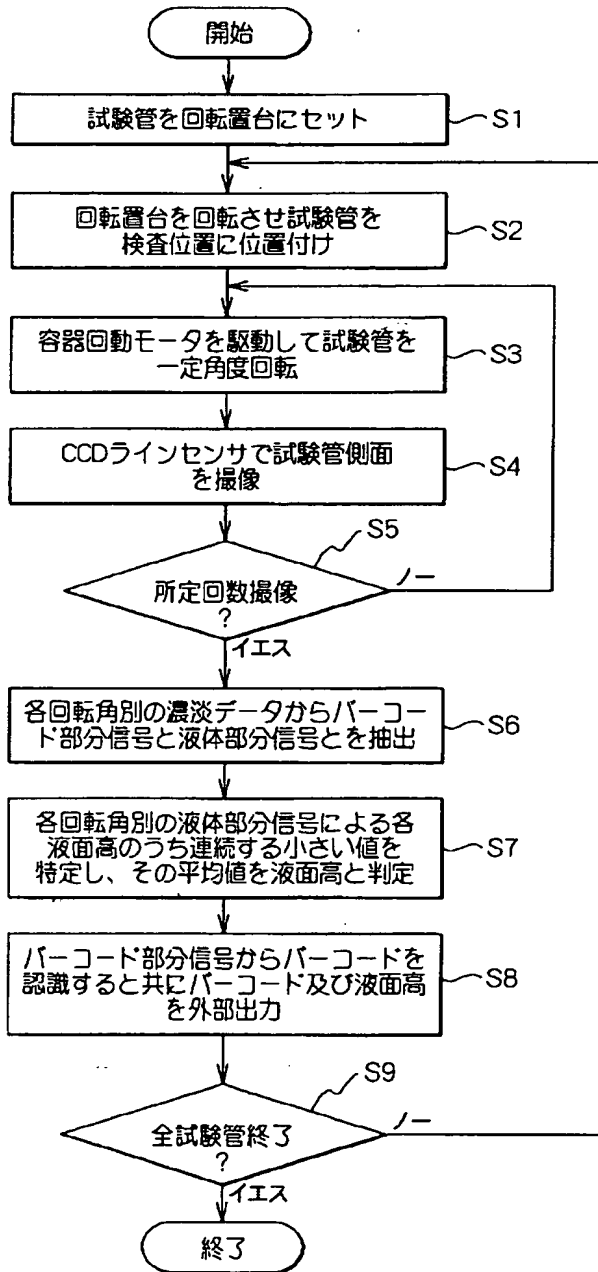 開始
試験管を回転置台にセット
S1
回転置台を回転させ試験管を
検査位置に位置付け
S2
容器回動モータを駆動して試験管を
一定角度回転
S3
CCDラインセンサで試験管側面
を撮像
S4
S5
所定回数撮像
?
ノー
イエス
各回転角別の濃淡データからバーコー
ド部分信号と液体部分信号とを抽出
S6
各回転角別の液体部分信号による各
液面高のうち連続する小さい値を
特定し、その平均値を液面高と判定
S7
バーコード部分信号からバーコードを
認識すると共にバーコード及び液面高
を外部出力
S8
S9
全試験管終了
?
ノー
イエス
終了